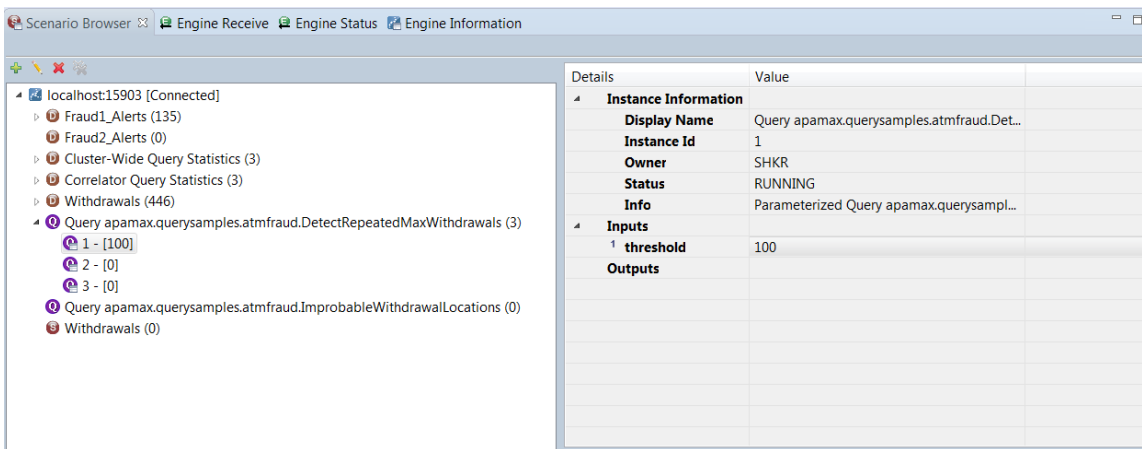 Scenario Browser Engine Receive Engine Status Engine Information
localhost:15903 [Connected]
Fraud1_Alerts (135)
Fraud2_Alerts (0)
Cluster-Wide Query Statistics (3)
Correlator Query Statistics (3)
Withdrawals (446)
Query apamax.querysamples.atmfraud.DetectRepeatedMaxWithdrawals (3)
1 - [100]
2 - [0]
3 - [0]
Query apamax.querysamples.atmfraud.ImprobableWithdrawalLocations (0)
Withdrawals (0)
Details Value
Instance Information
Display Name Query apamax.querysamples.atmfraud.Det...
Instance Id 1
Owner SHKR
Status RUNNING
Info Parameterized Query apamax.querysampl...
Inputs
1 threshold 100
Outputs